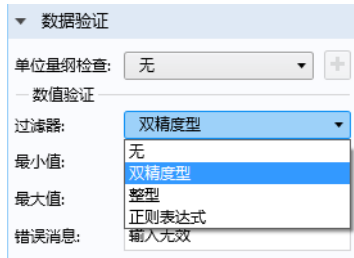 数据验证
单位量纲检查: 无
数值验证
过滤器: 双精度型
无
最小值:
双精度型
整型
最大值:
正则表达式
错误消息: 输入无效